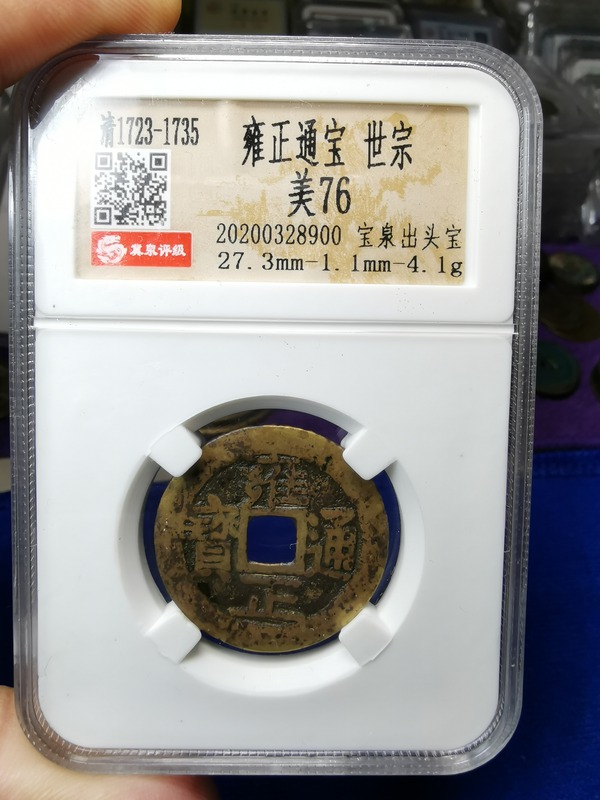 清1723-1735
雍正通宝 世宗
美76
冀泉评级
20200328900 宝泉出头宝
27.3mm-1.1mm-4.1g
雍正通寳